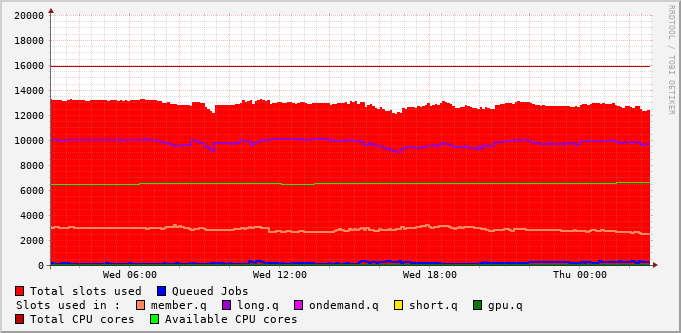 20000
18000
16000
14000
12000
10000
8000
6000
4000
2000
0
Wed 06:00 Wed 12:00 Wed 18:00 Thu 00:00
RRDTOOL / TOBI OETIKER
Total slots used Queued Jobs
Slots used in : member.q long.q ondemand.q short.q gpu.q
Total CPU cores Available CPU cores